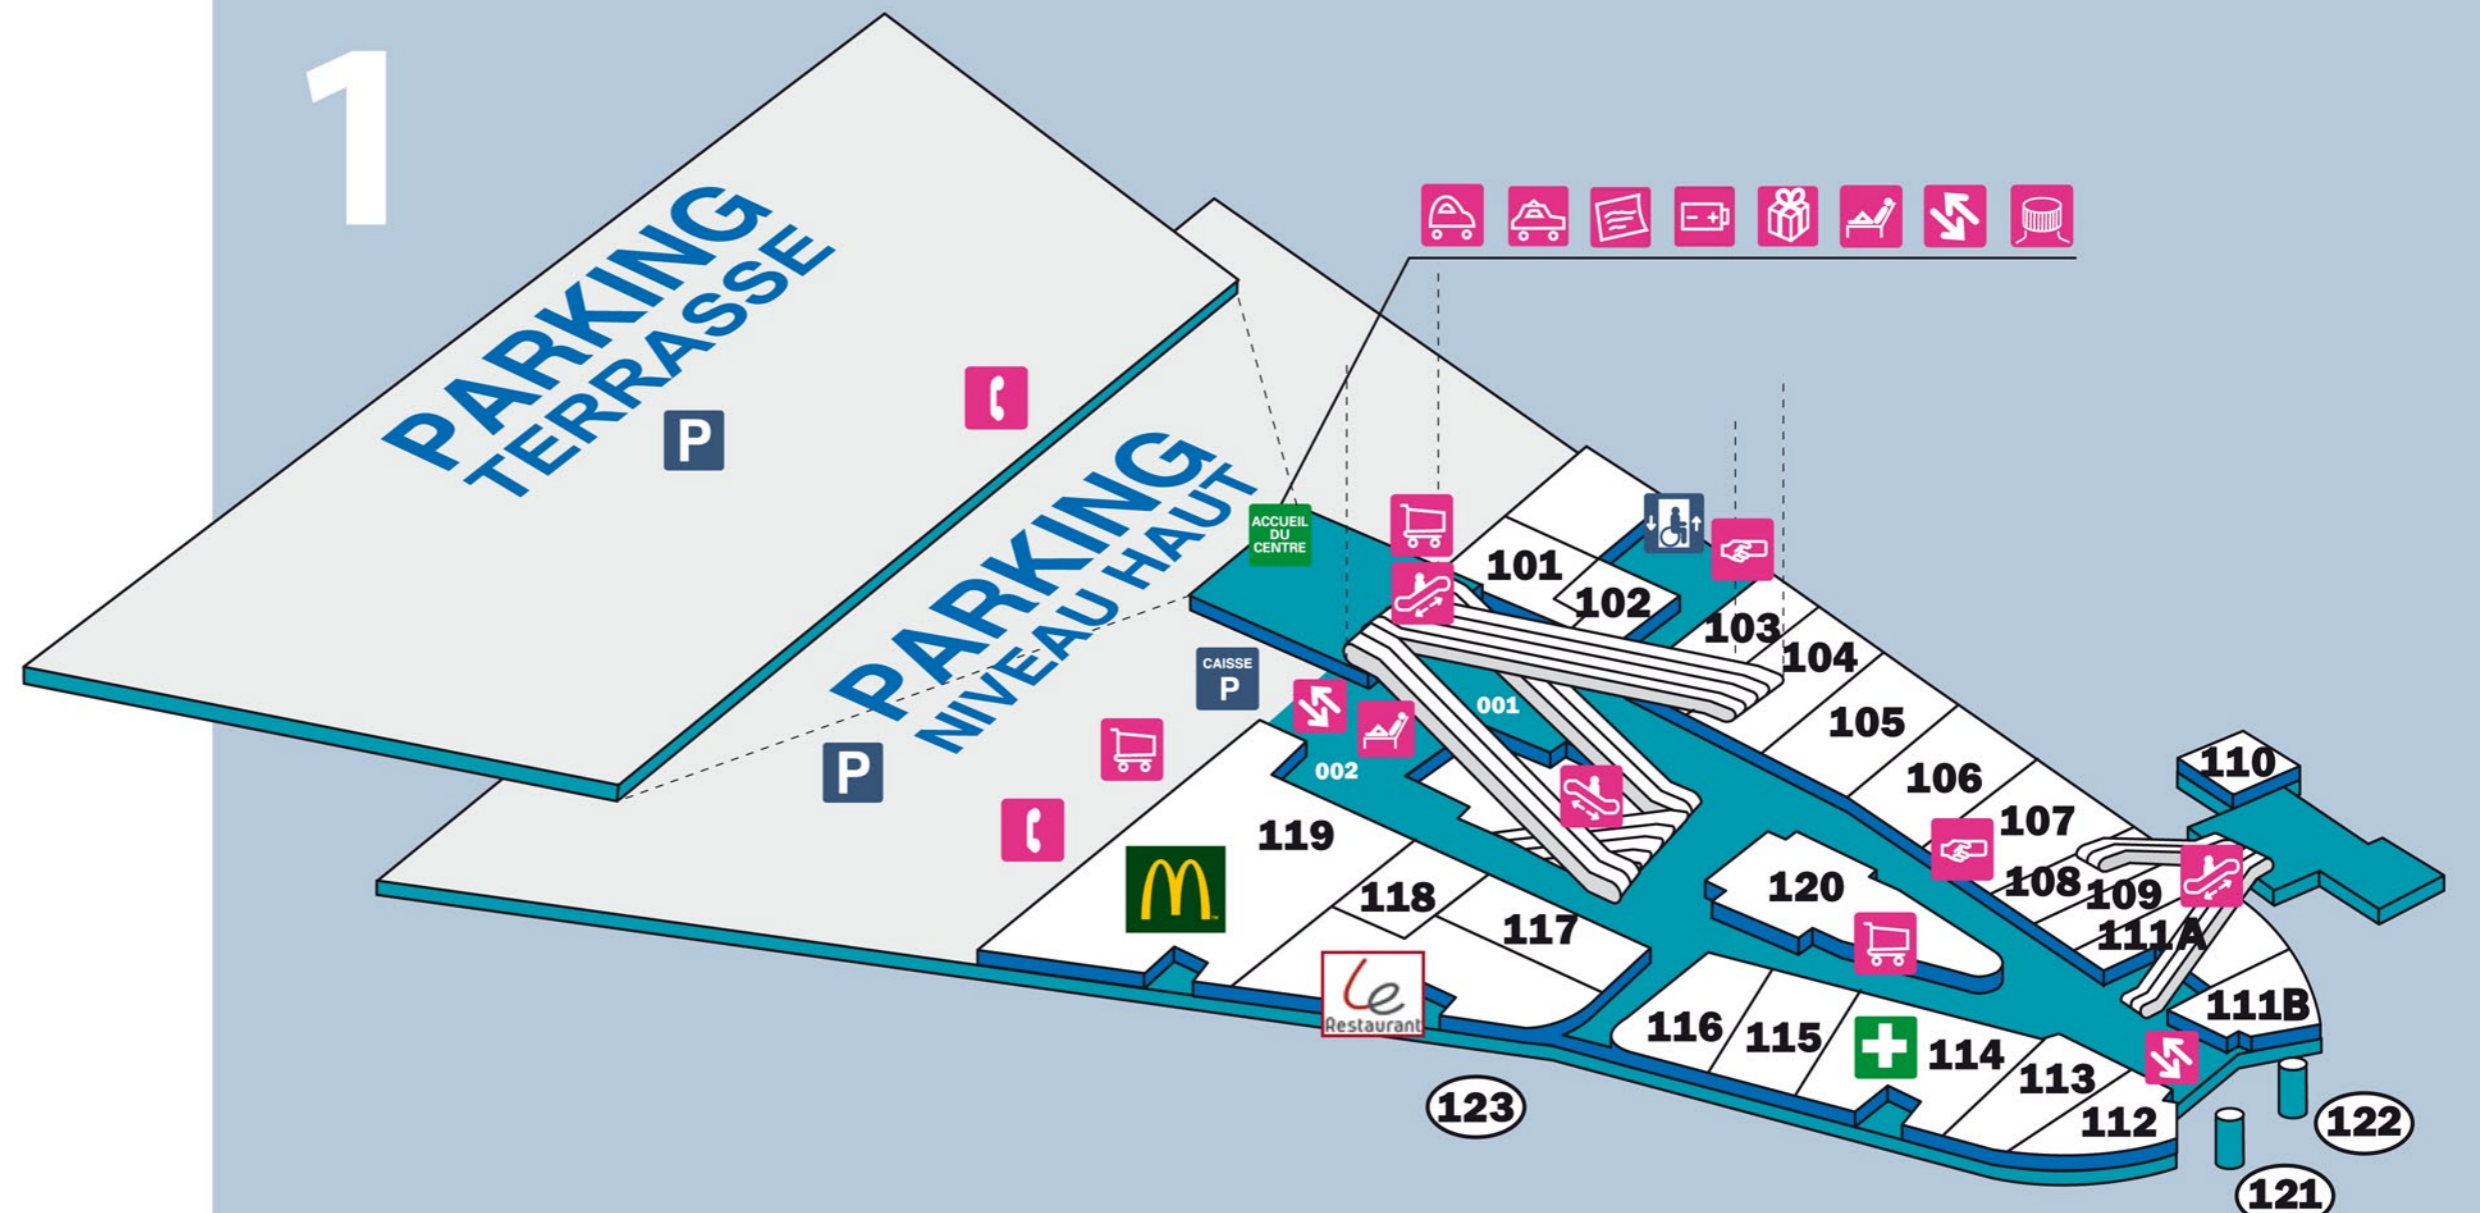 1
PARKING
TERRASSE
P
PARKING
NIVEAU HAUT
P
ACCUEIL
DU
CENTRE
CAISSE
P
- +
101
102
103
104
105
106
107
108
109
110
111A
111B
001
002
119
118
117
120
116
115
114
113
112
Le
Restaurant
123
122
121